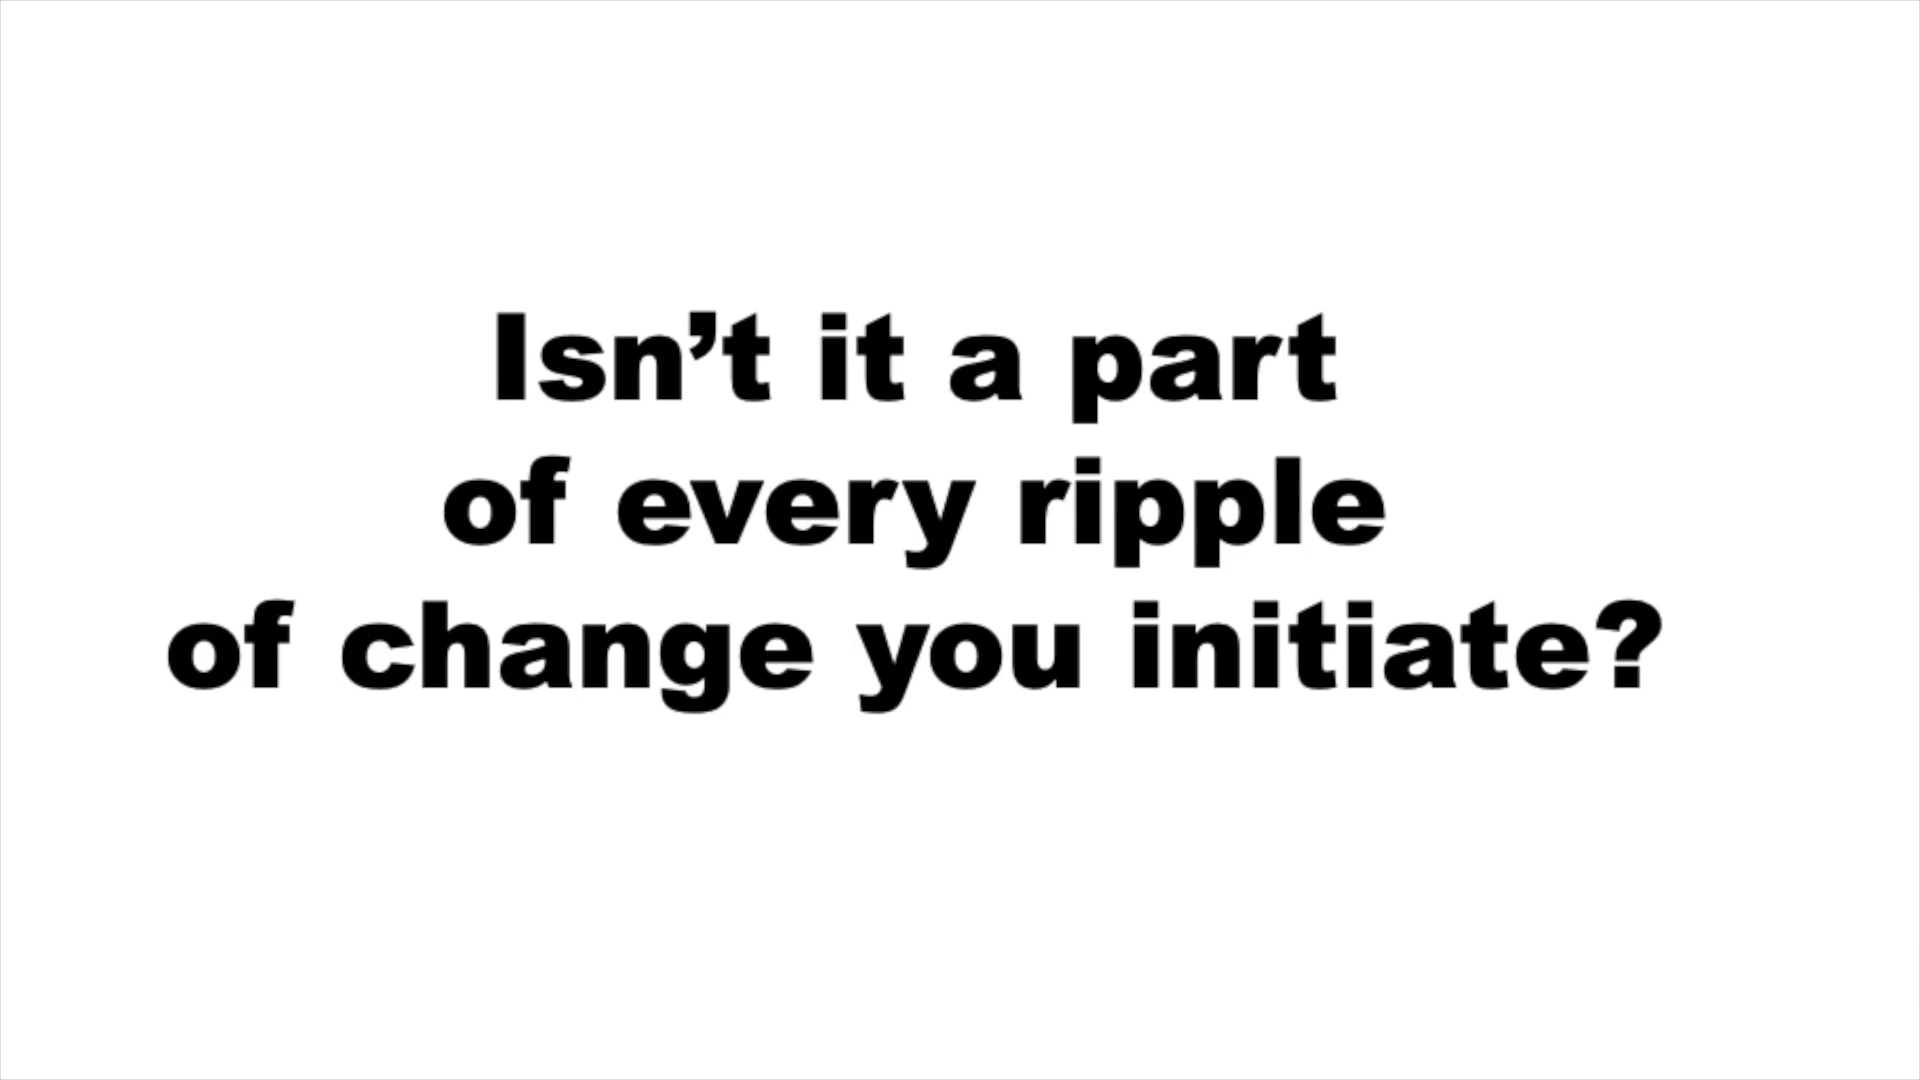 Isn’t it a part
of every ripple
of change you initiate?